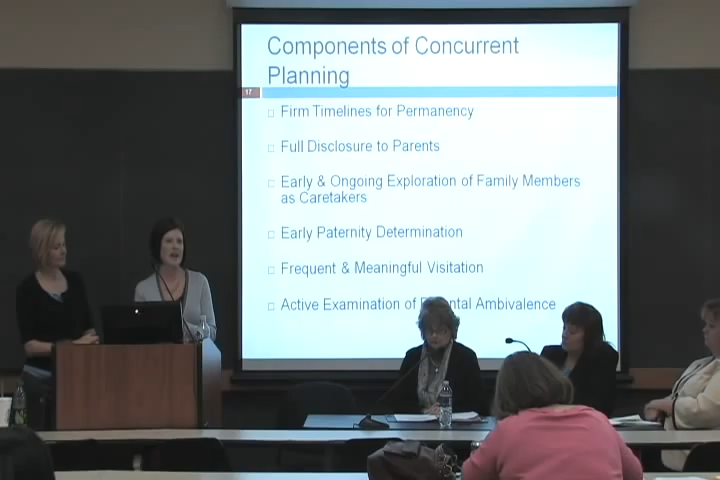 Components of Concurrent
Planning
17
□ Firm Timelines for Permanency
□ Full Disclosure to Parents
□ Early & Ongoing Exploration of Family Members
as Caretakers
□ Early Paternity Determination
□ Frequent & Meaningful Visitation
□ Active Examination of Ambivalence